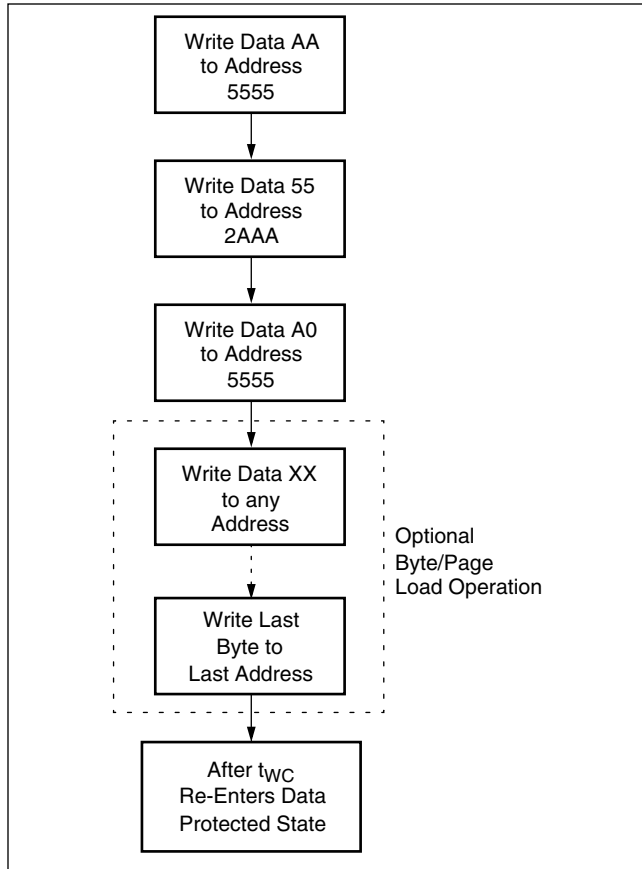 Write Data AA
to Address
5555
Write Data 55
to Address
2AAA
Write Data A0
to Address
5555
Write Data XX
to any
Address
Optional
Byte/Page
Load Operation
Write Last
Byte to
Last Address
After tWC
Re-Enters Data
Protected State